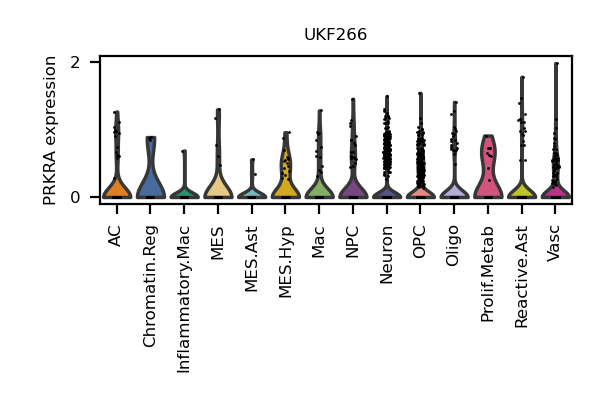 UKF266
PRKRA expression
2
0
AC
Chromatin.Reg
Inflammatory.Mac
MES
MES.Ast
MES.Hyp
Mac
NPC
Neuron
OPC
Oligo
Prolif.Metab
Reactive.Ast
Vasc